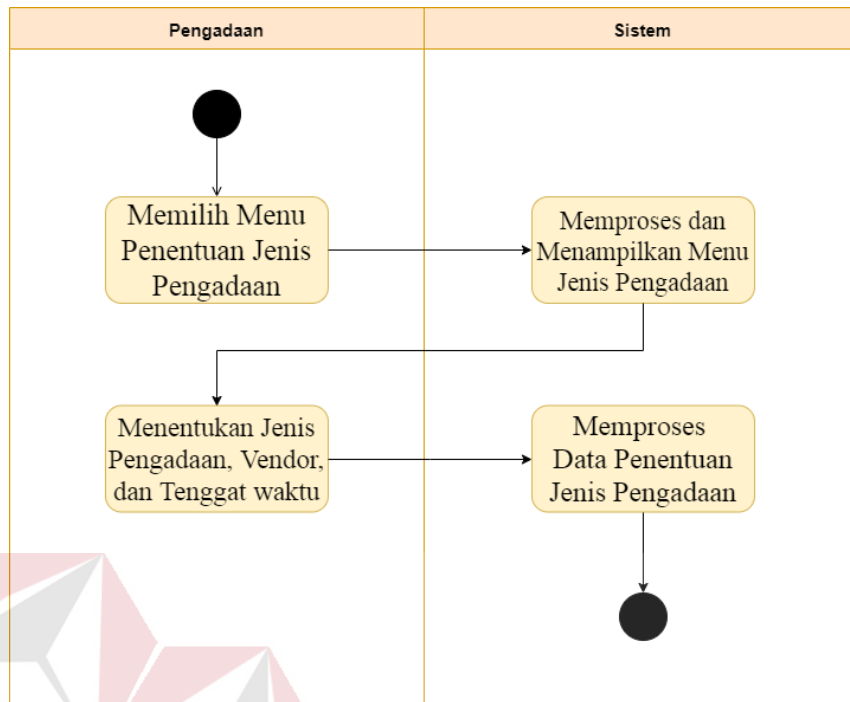 Pengadaan
Sistem
Memilih Menu
Penentuan Jenis
Pengadaan
Memproses dan
Menampilkan Menu
Jenis Pengadaan
Menentukan Jenis
Pengadaan, Vendor,
dan Tenggat waktu
Memproses
Data Penentuan
Jenis Pengadaan